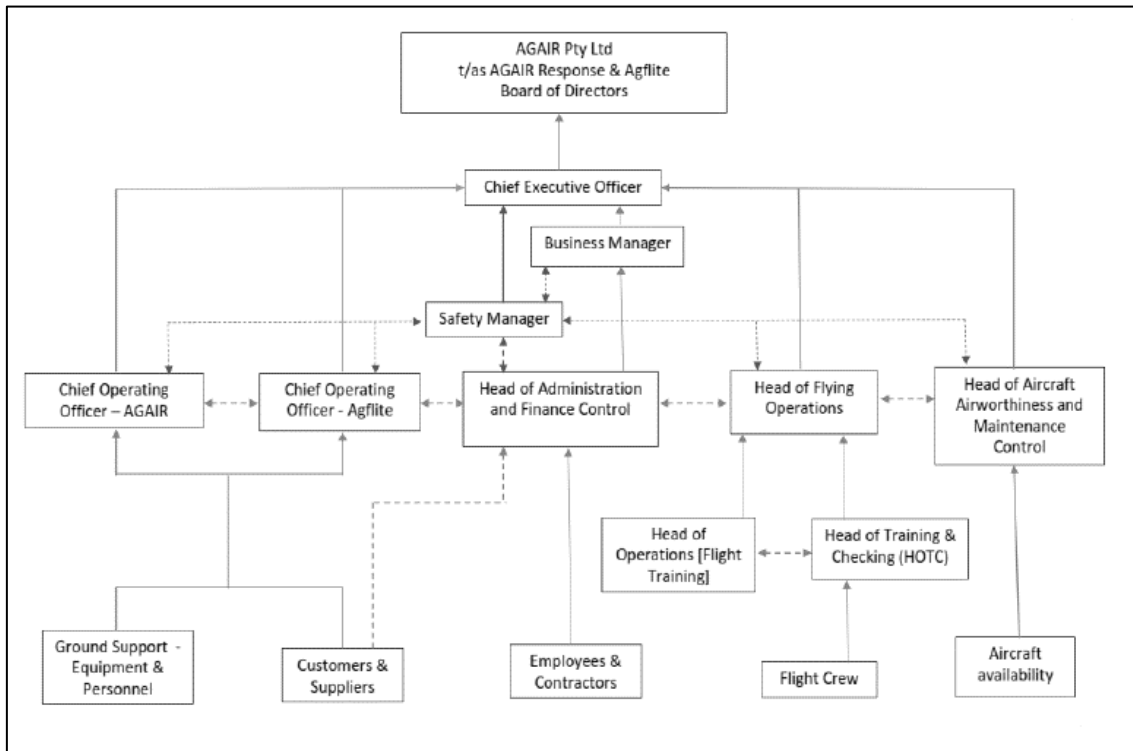 AGAIR Pty Ltd
t/as AGAIR Response & Agflite
Board of Directors
Chief Executive Officer
Business Manager
Safety Manager
Chief Operating
Officer – AGAIR
Chief Operating
Officer - Agflite
Head of Administration
and Finance Control
Head of Flying
Operations
Head of Aircraft
Airworthiness and
Maintenance
Control
Head of
Operations [Flight
Training]
Head of Training &
Checking (HOTC)
Ground Support -
Equipment &
Personnel
Customers &
Suppliers
Employees &
Contractors
Flight Crew
Aircraft
availability